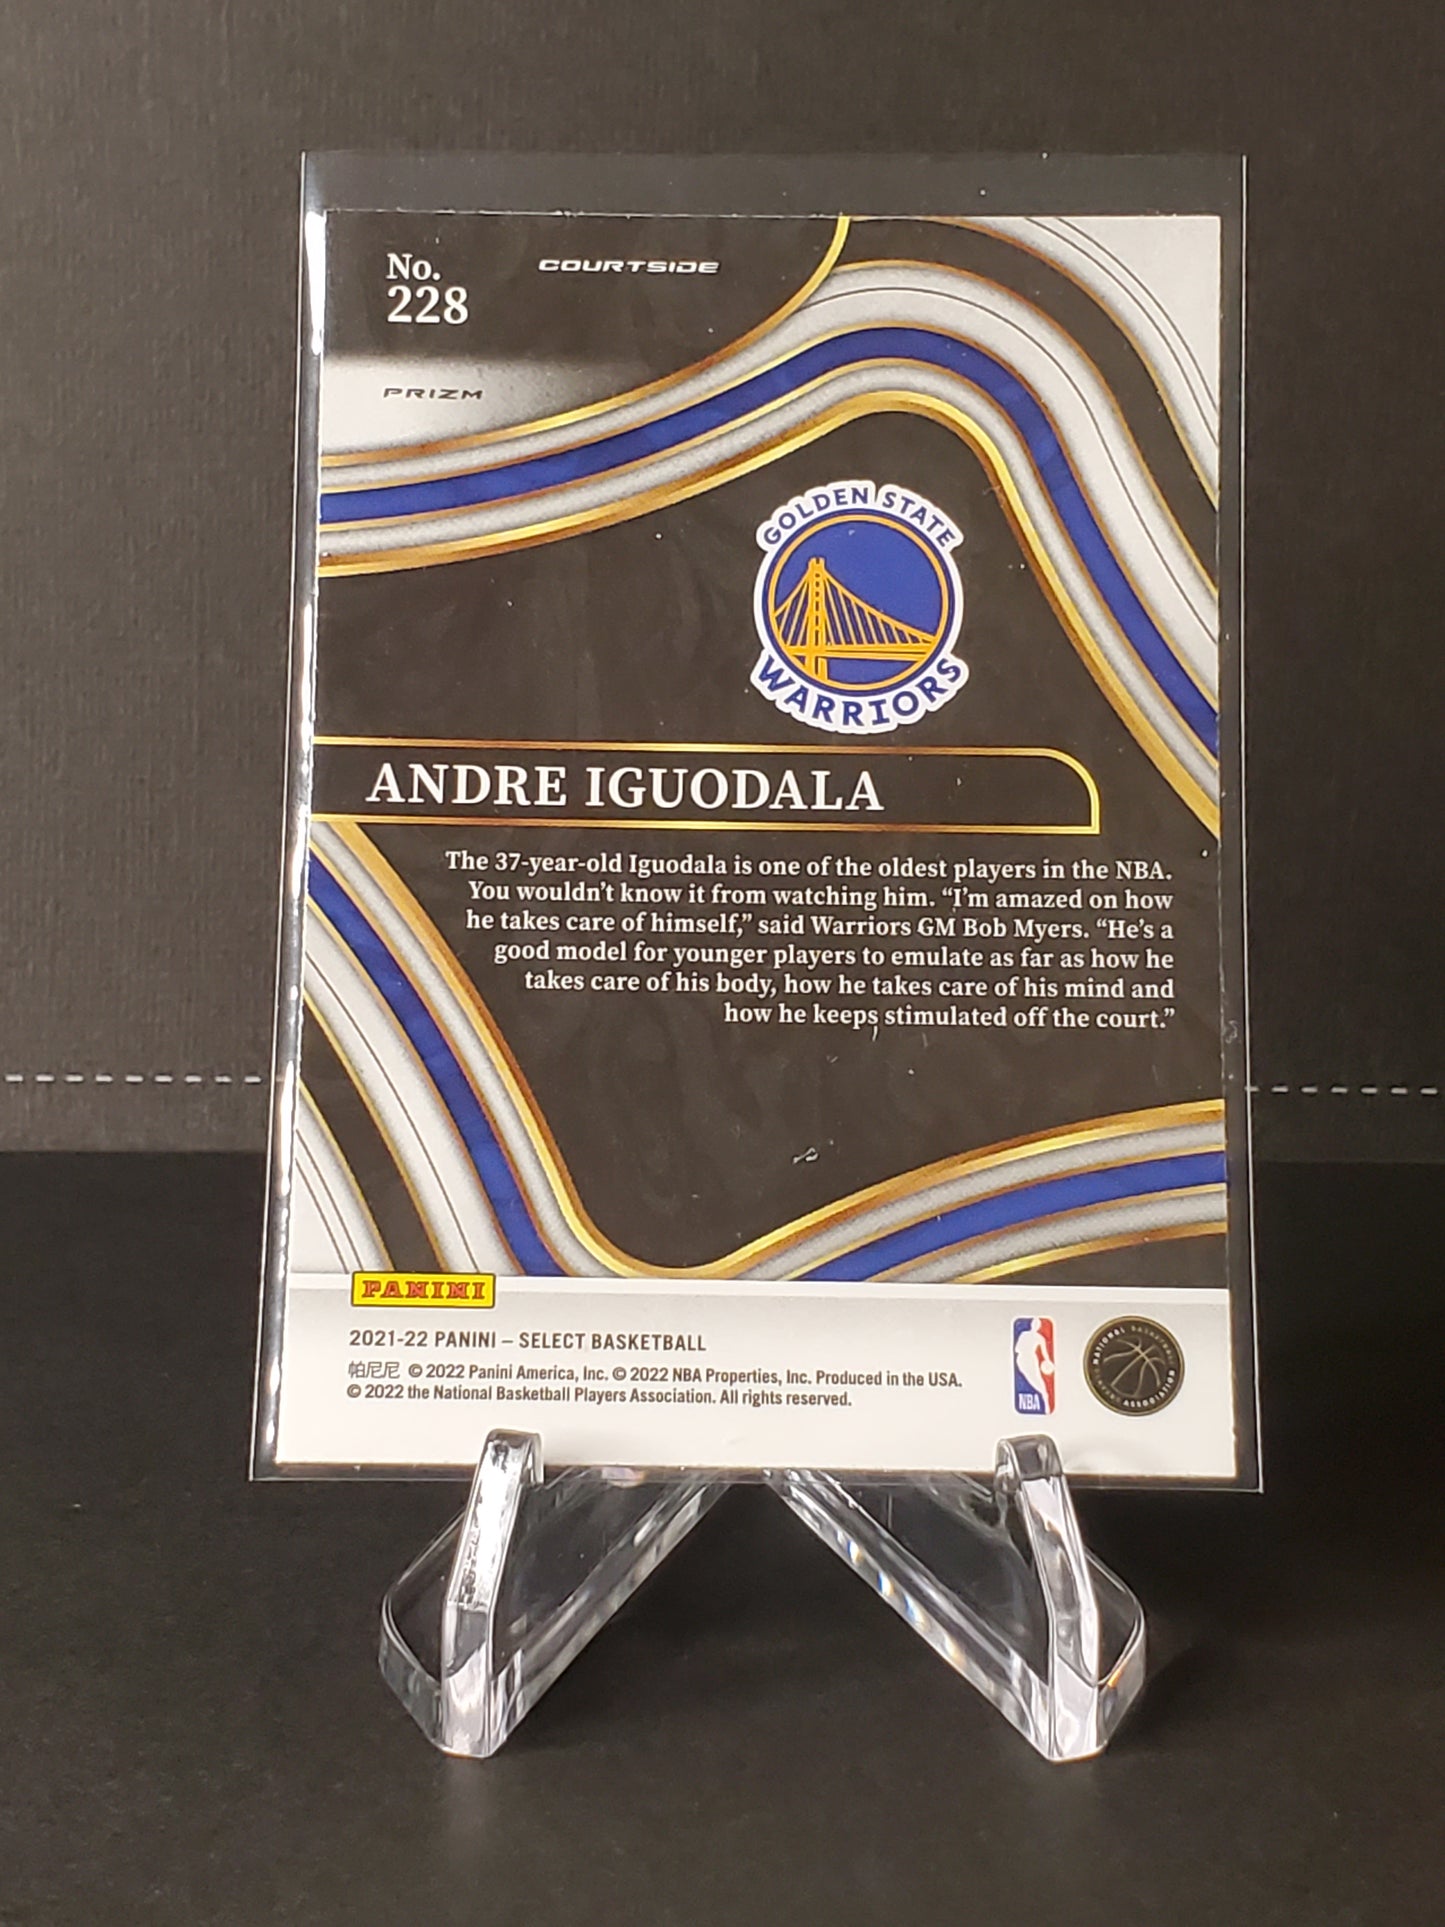 No.
228
COURTSIDE
PRIZM
GOLDEN STATE
WARRIORS
ANDRE IGUODALA
The 37-year-old Iguodala is one of the oldest players in the NBA.
You wouldn't know it from watching him. “I'm amazed on how
he takes care of himself,” said Warriors GM Bob Myers. “He's a
good model for younger players to emulate as far as how he
takes care of his body, how he takes care of his mind and
how he keeps stimulated off the court.”
PANINI
2021-22 PANINI – SELECT BASKETBALL
帕尼尼 © 2022 Panini America, Inc. © 2022 NBA Properties, Inc. Produced in the USA.
© 2022 the National Basketball Players Association. All rights reserved.
NBA
NATIONAL BASKETBALL
PLAYERS ASSOCIATION